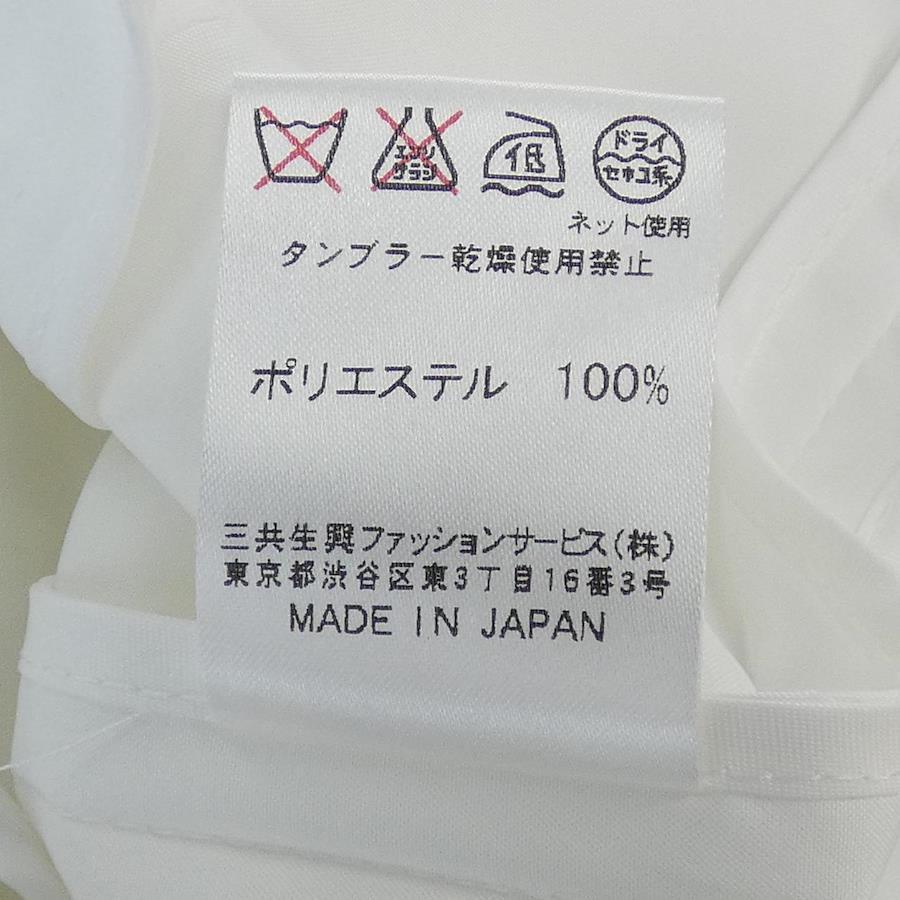 エンソ
サラシ
低
ドライ
セキユ系
ネット使用
タンブラー乾燥使用禁止
ポリエステル 100%
三共生興ファッションサービス(株)
東京都渋谷区東3丁目16番3号
MADE IN JAPAN